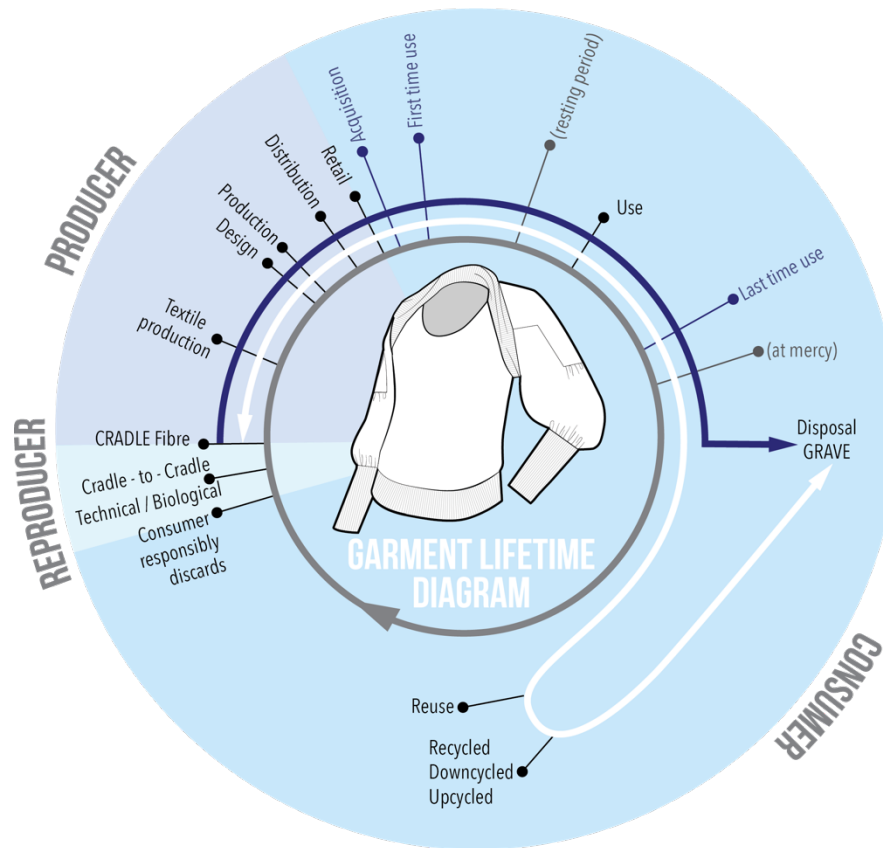 PRODUCER
REPRODUCER
CONSUMER
CRADLE Fibre
Textile
production
Design
Production
Distribution
Retail
Acquisition
First time use
(resting period)
Use
Last time use
(at mercy)
Disposal
GRAVE
Cradle - to - Cradle
Technical / Biological
Consumer
responsibly
discards
GARMENT LIFETIME
DIAGRAM
Reuse
Recycled
Downcycled
Upcycled